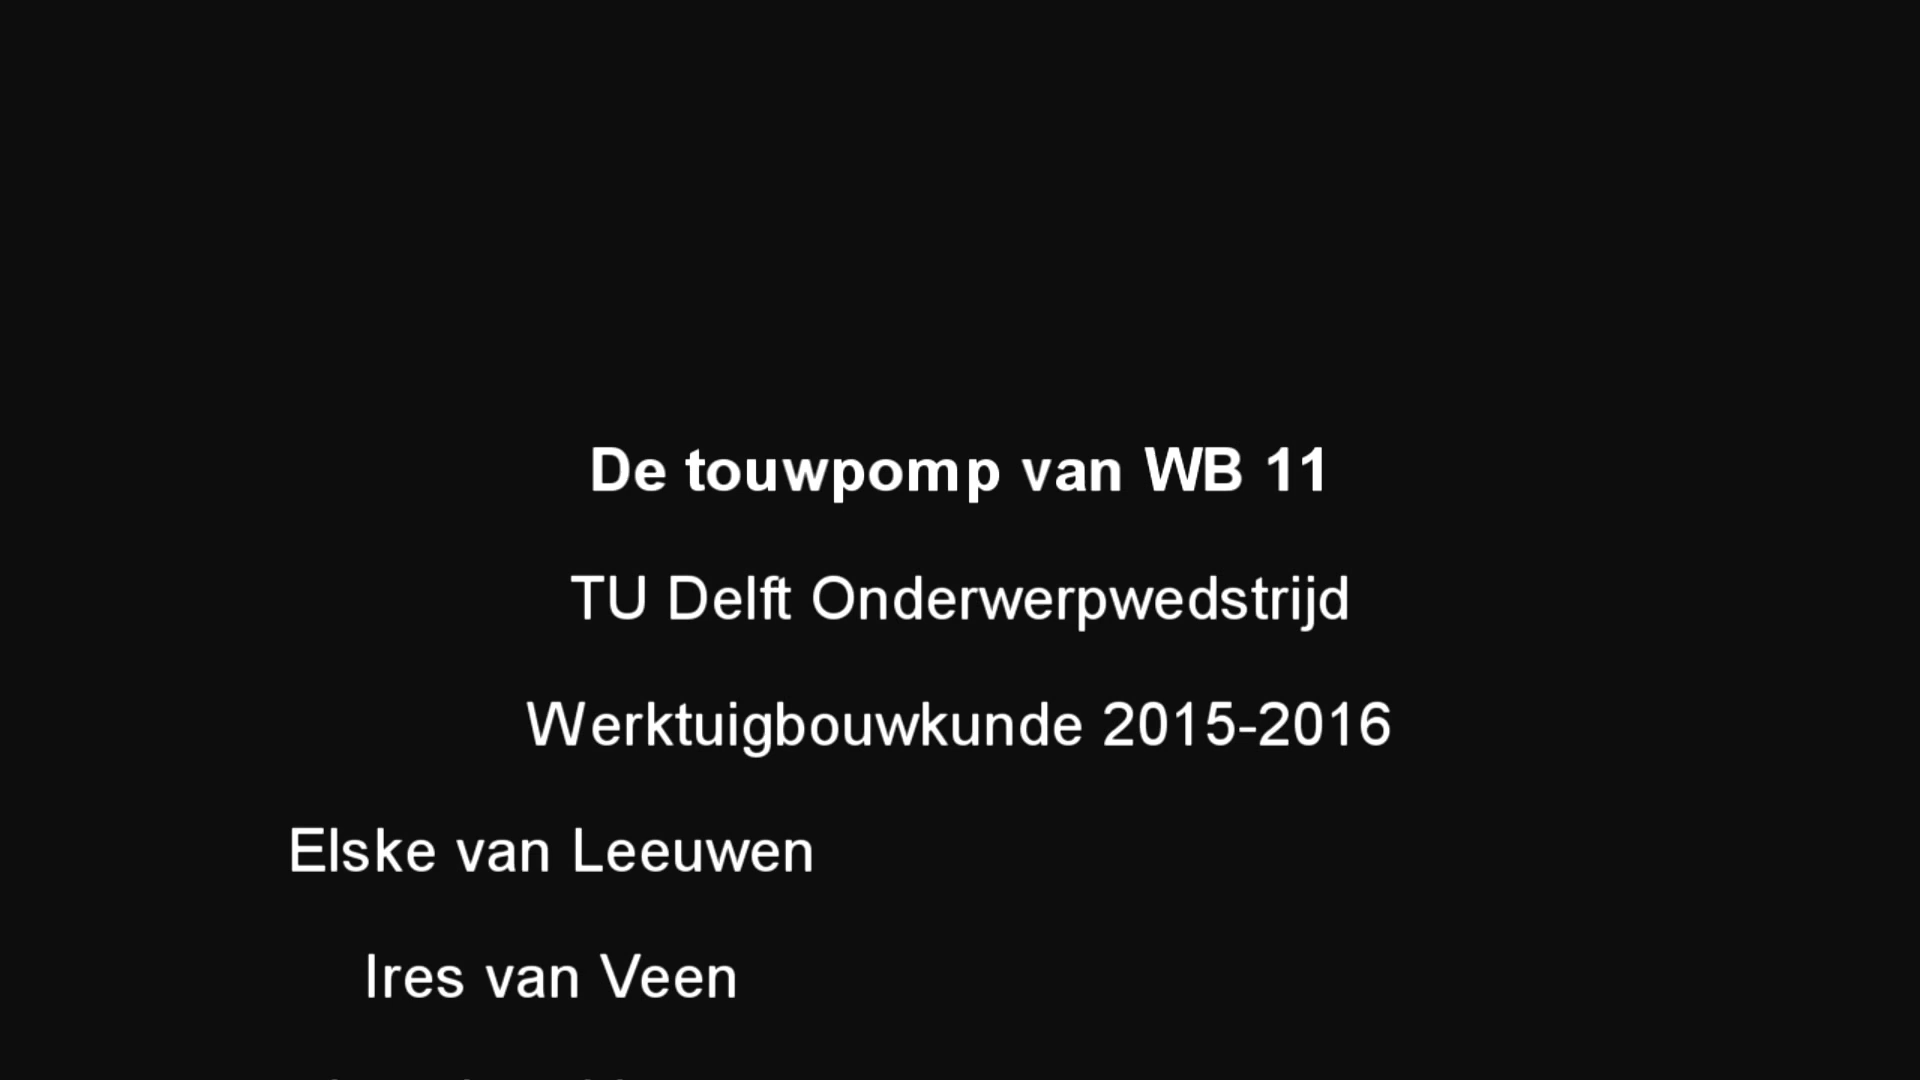 De touwpomp van WB 11
TU Delft Onderwerpwedstrijd
Werktuigbouwkunde 2015-2016
Elske van Leeuwen
Ires van Veen